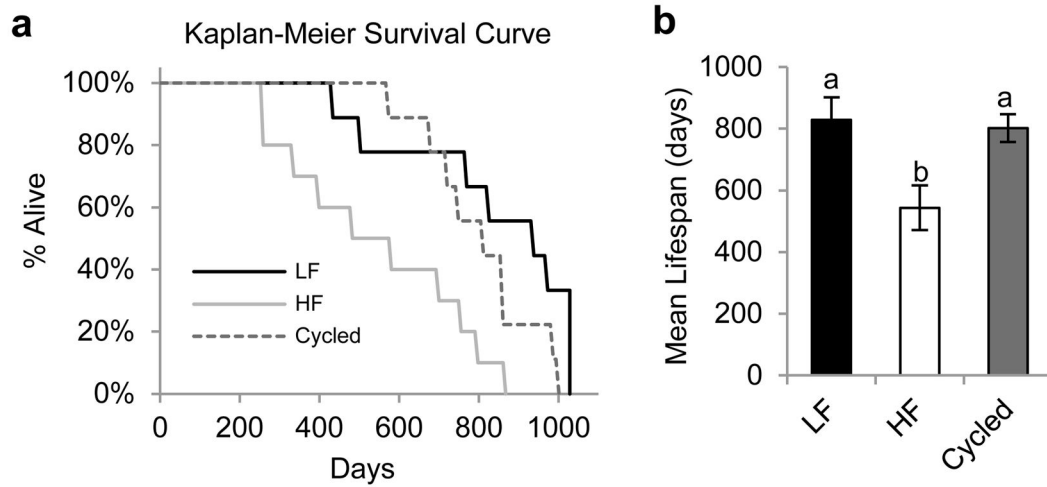 a
Kaplan-Meier Survival Curve
100%
80%
60%
40%
20%
0%
% Alive
LF
HF
Cycled
0 200 400 600 800 1000
Days
b
1000
800
600
400
200
0
Mean Lifespan (days)
a b a
LF HF Cycled